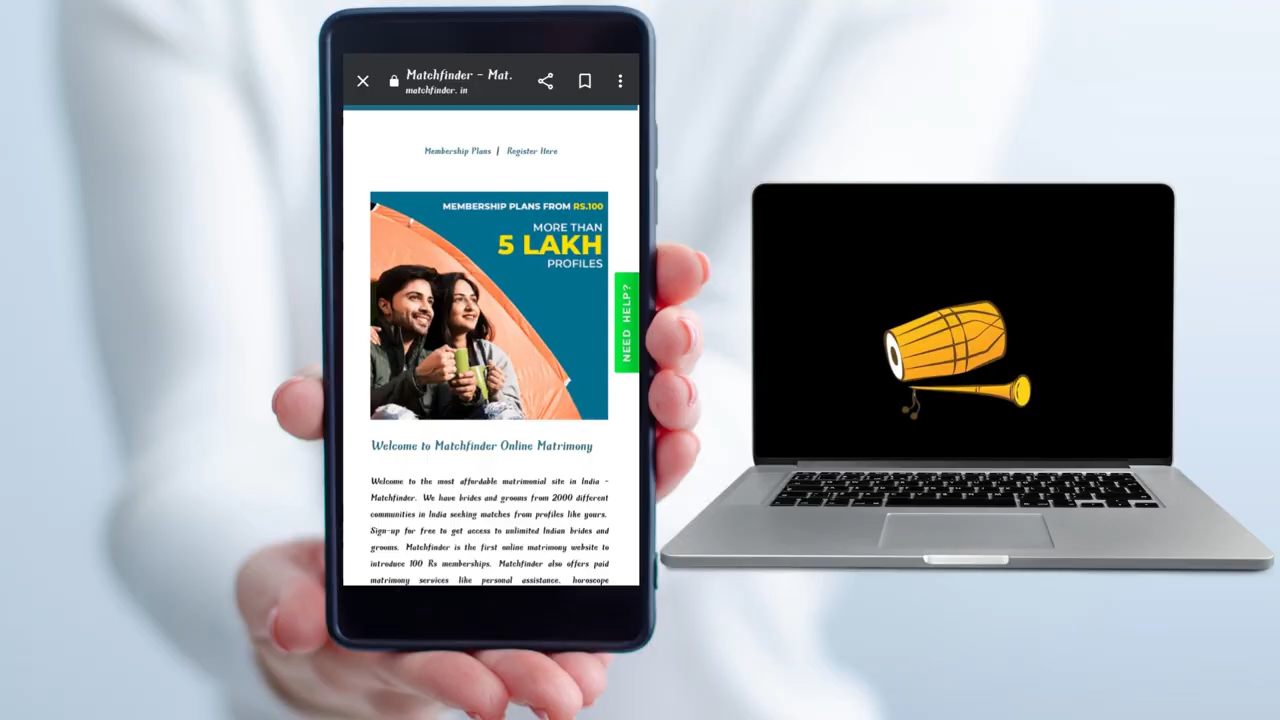 Matchfinder - Mat.
matchfinder. in
Membership Plans | Register Here
MEMBERSHIP PLANS FROM RS.100
MORE THAN
5 LAKH
PROFILES
NEED HELP?
Welcome to Matchfinder Online Matrimony
Welcome to the most affordable matrimonial site in India -
Matchfinder. We have brides and grooms from 2000 different
communities in India seeking matches from profiles like yours.
Sign-up for free to get access to unlimited Indian brides and
grooms. Matchfinder is the first online matrimony website to
introduce 100 Rs memberships. Matchfinder also offers paid
matrimony services like personal assistance, horoscope